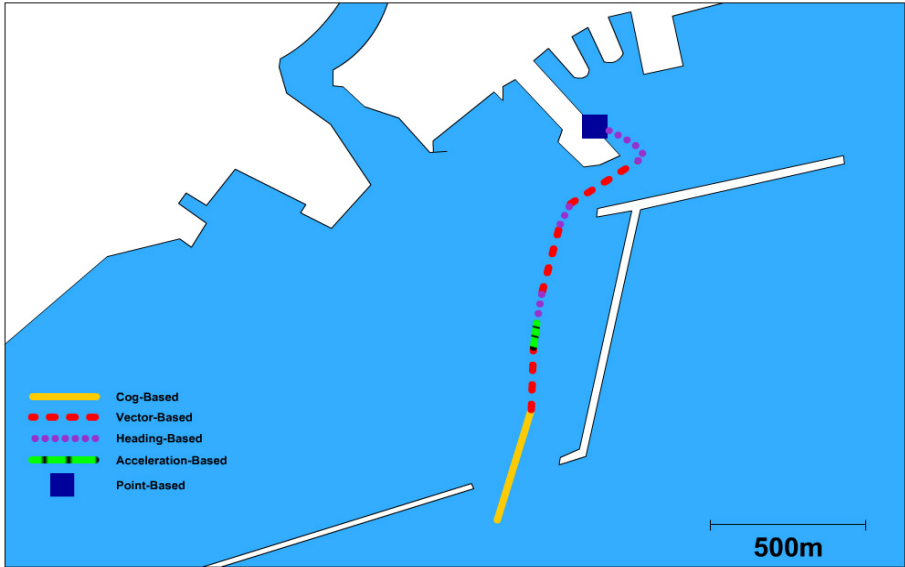 Cog-Based
Vector-Based
Heading-Based
Acceleration-Based
Point-Based
500m